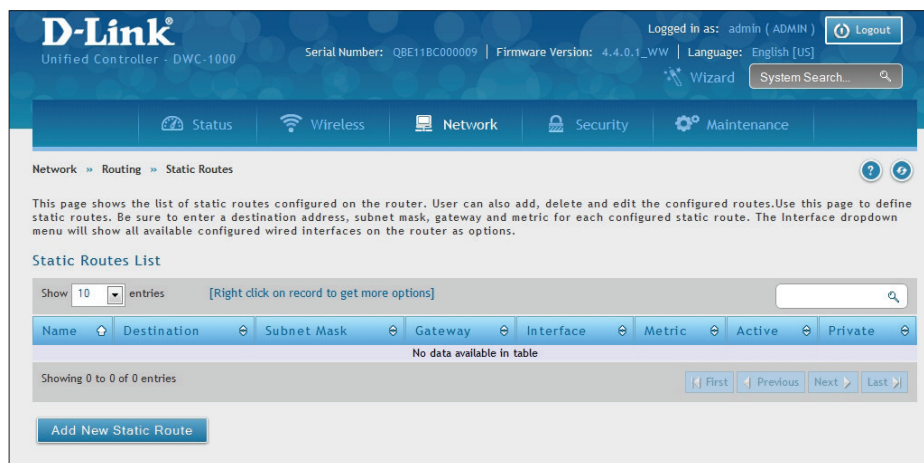 D-Link®
Unified Controller - DWC-1000
Logged in as: admin ( ADMIN )
Logout
Serial Number: QBE11BC000009 | Firmware Version: 4.4.0.1_WW | Language: English [US]
Wizard
System Search...
Status
Wireless
Network
Security
Maintenance
Network » Routing » Static Routes
?
This page shows the list of static routes configured on the router. User can also add, delete and edit the configured routes.Use this page to define
static routes. Be sure to enter a destination address, subnet mask, gateway and metric for each configured static route. The Interface dropdown
menu will show all available configured wired interfaces on the router as options.
Static Routes List
Show 10 entries
[Right click on record to get more options]
Name Destination Subnet Mask Gateway Interface Metric Active Private
No data available in table
Showing 0 to 0 of 0 entries
First Previous Next Last
Add New Static Route